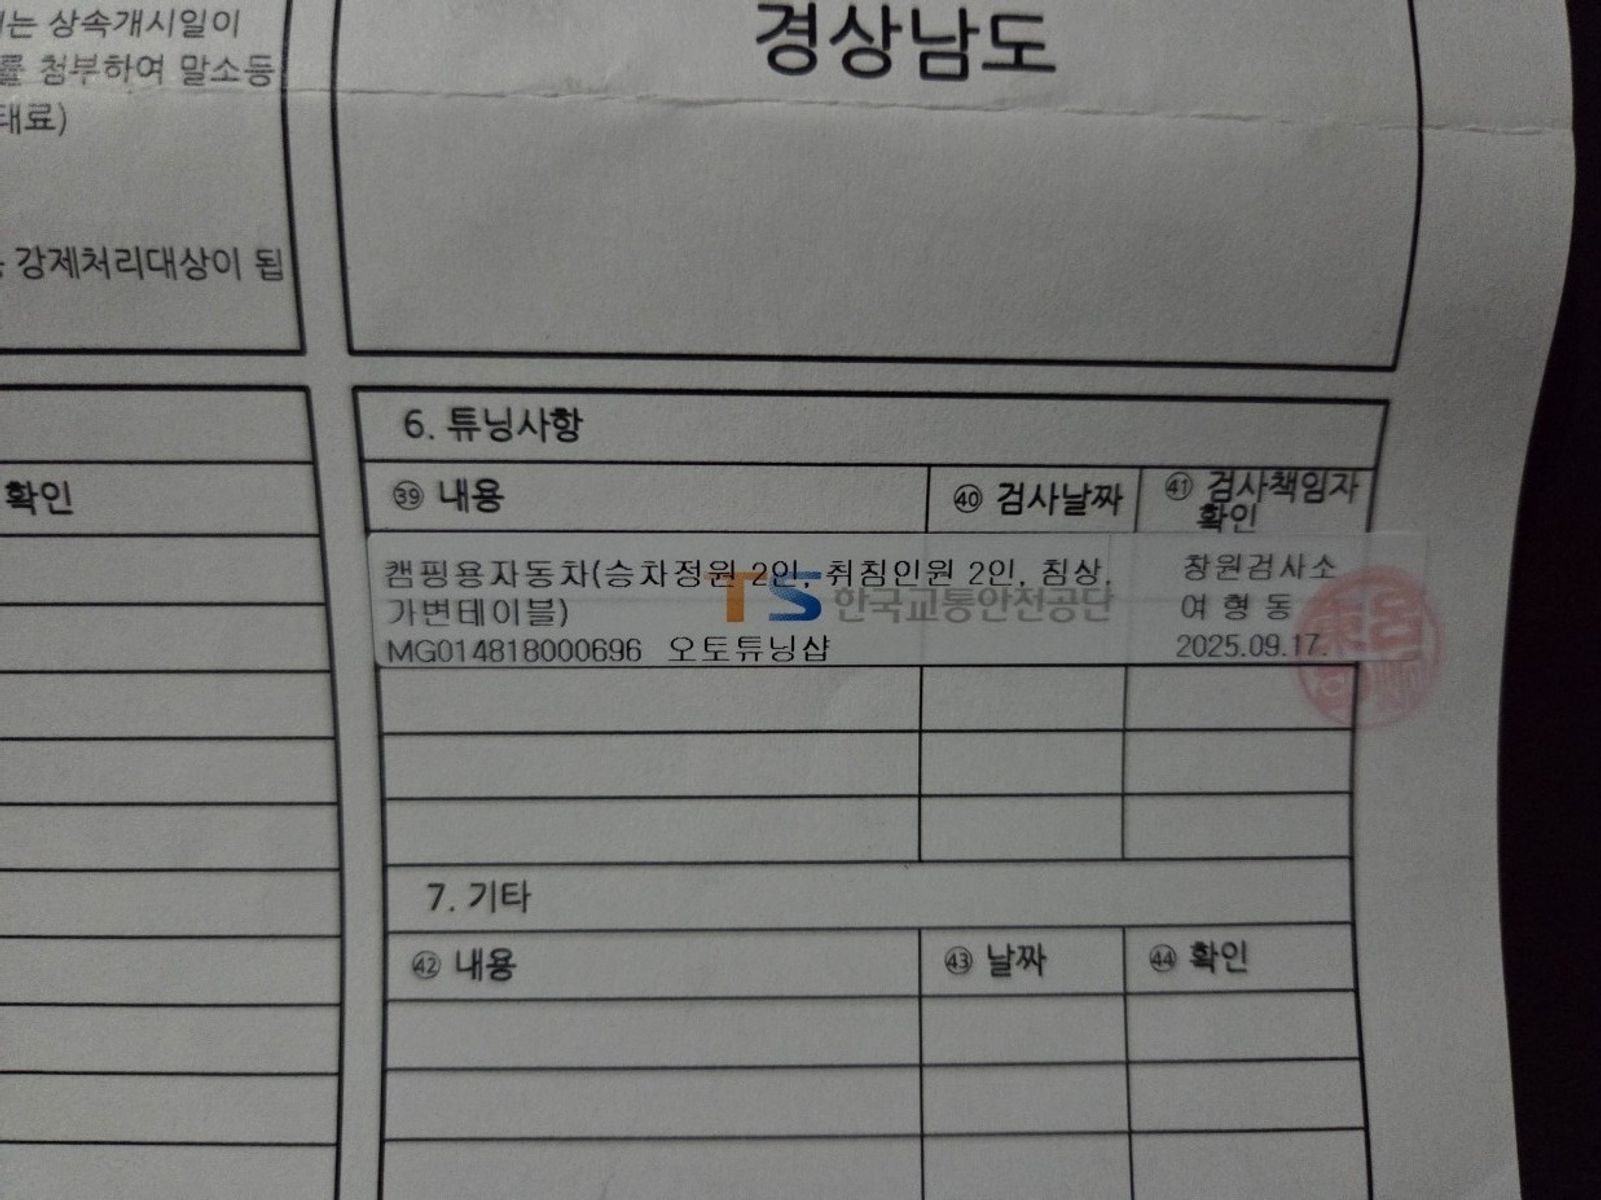 는 상속개시일이
를 첨부하여 말소등
태료)
강제처리대상이 됩
확인
경상남도
6. 튜닝사항
㊴ 내용
㊵ 검사날짜
㊶ 검사책임자
확인
캠핑용자동차(승차정원 2인, 취침인원 2인, 침상,
가변테이블)
MG014818000696 오토튜닝샵
TS 한국교통안전공단
창원검사소
여형동
2025.09.17.
7. 기타
㊷ 내용
㊸ 날짜
㊹ 확인